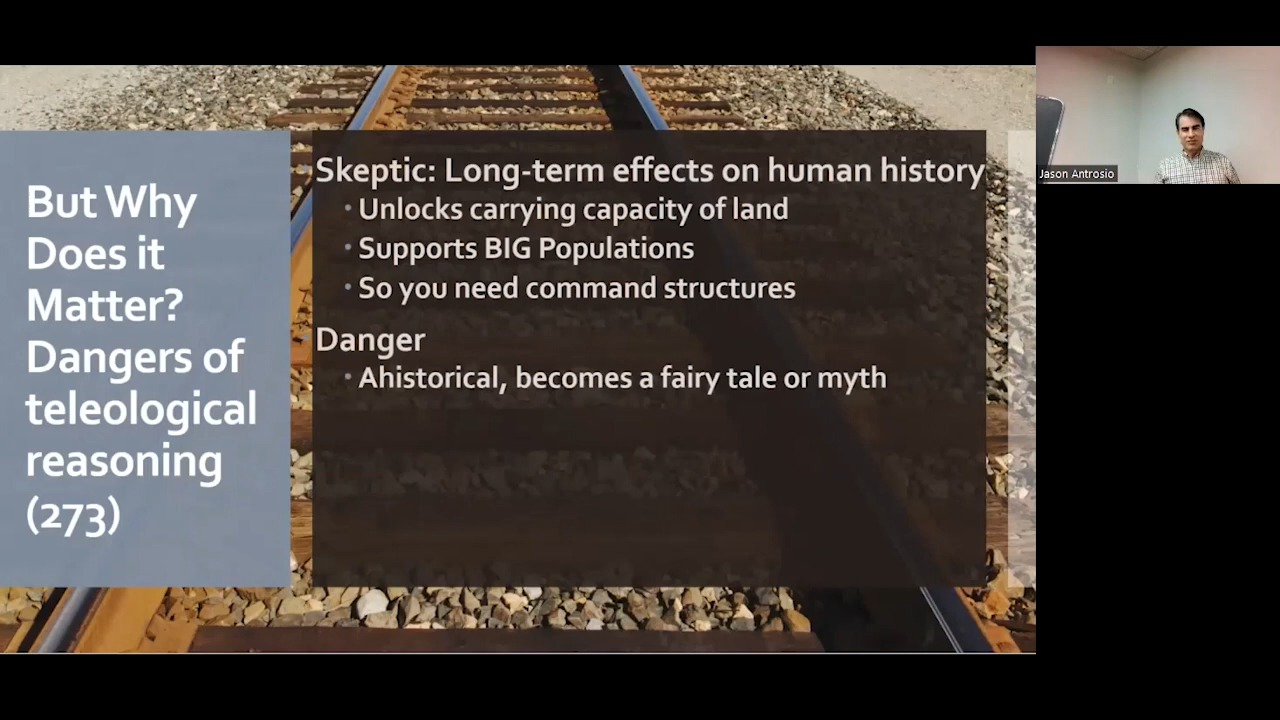 But Why
Does it
Matter?
Dangers of
teleological
reasoning
(273)
Skeptic: Long-term effects on human history
• Unlocks carrying capacity of land
• Supports BIG Populations
• So you need command structures
Danger
• Ahistorical, becomes a fairy tale or myth
Jason Antrosio